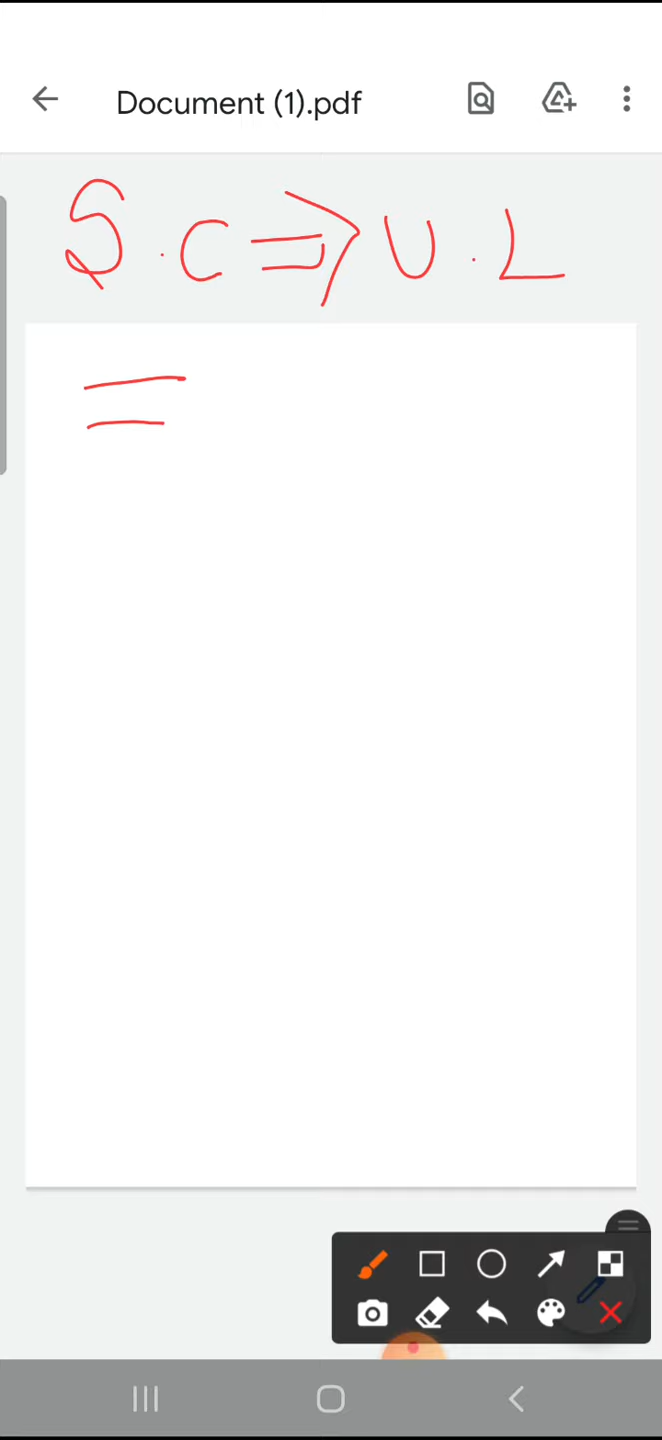 Document (1).pdf
S.C ⇒ U.L
=